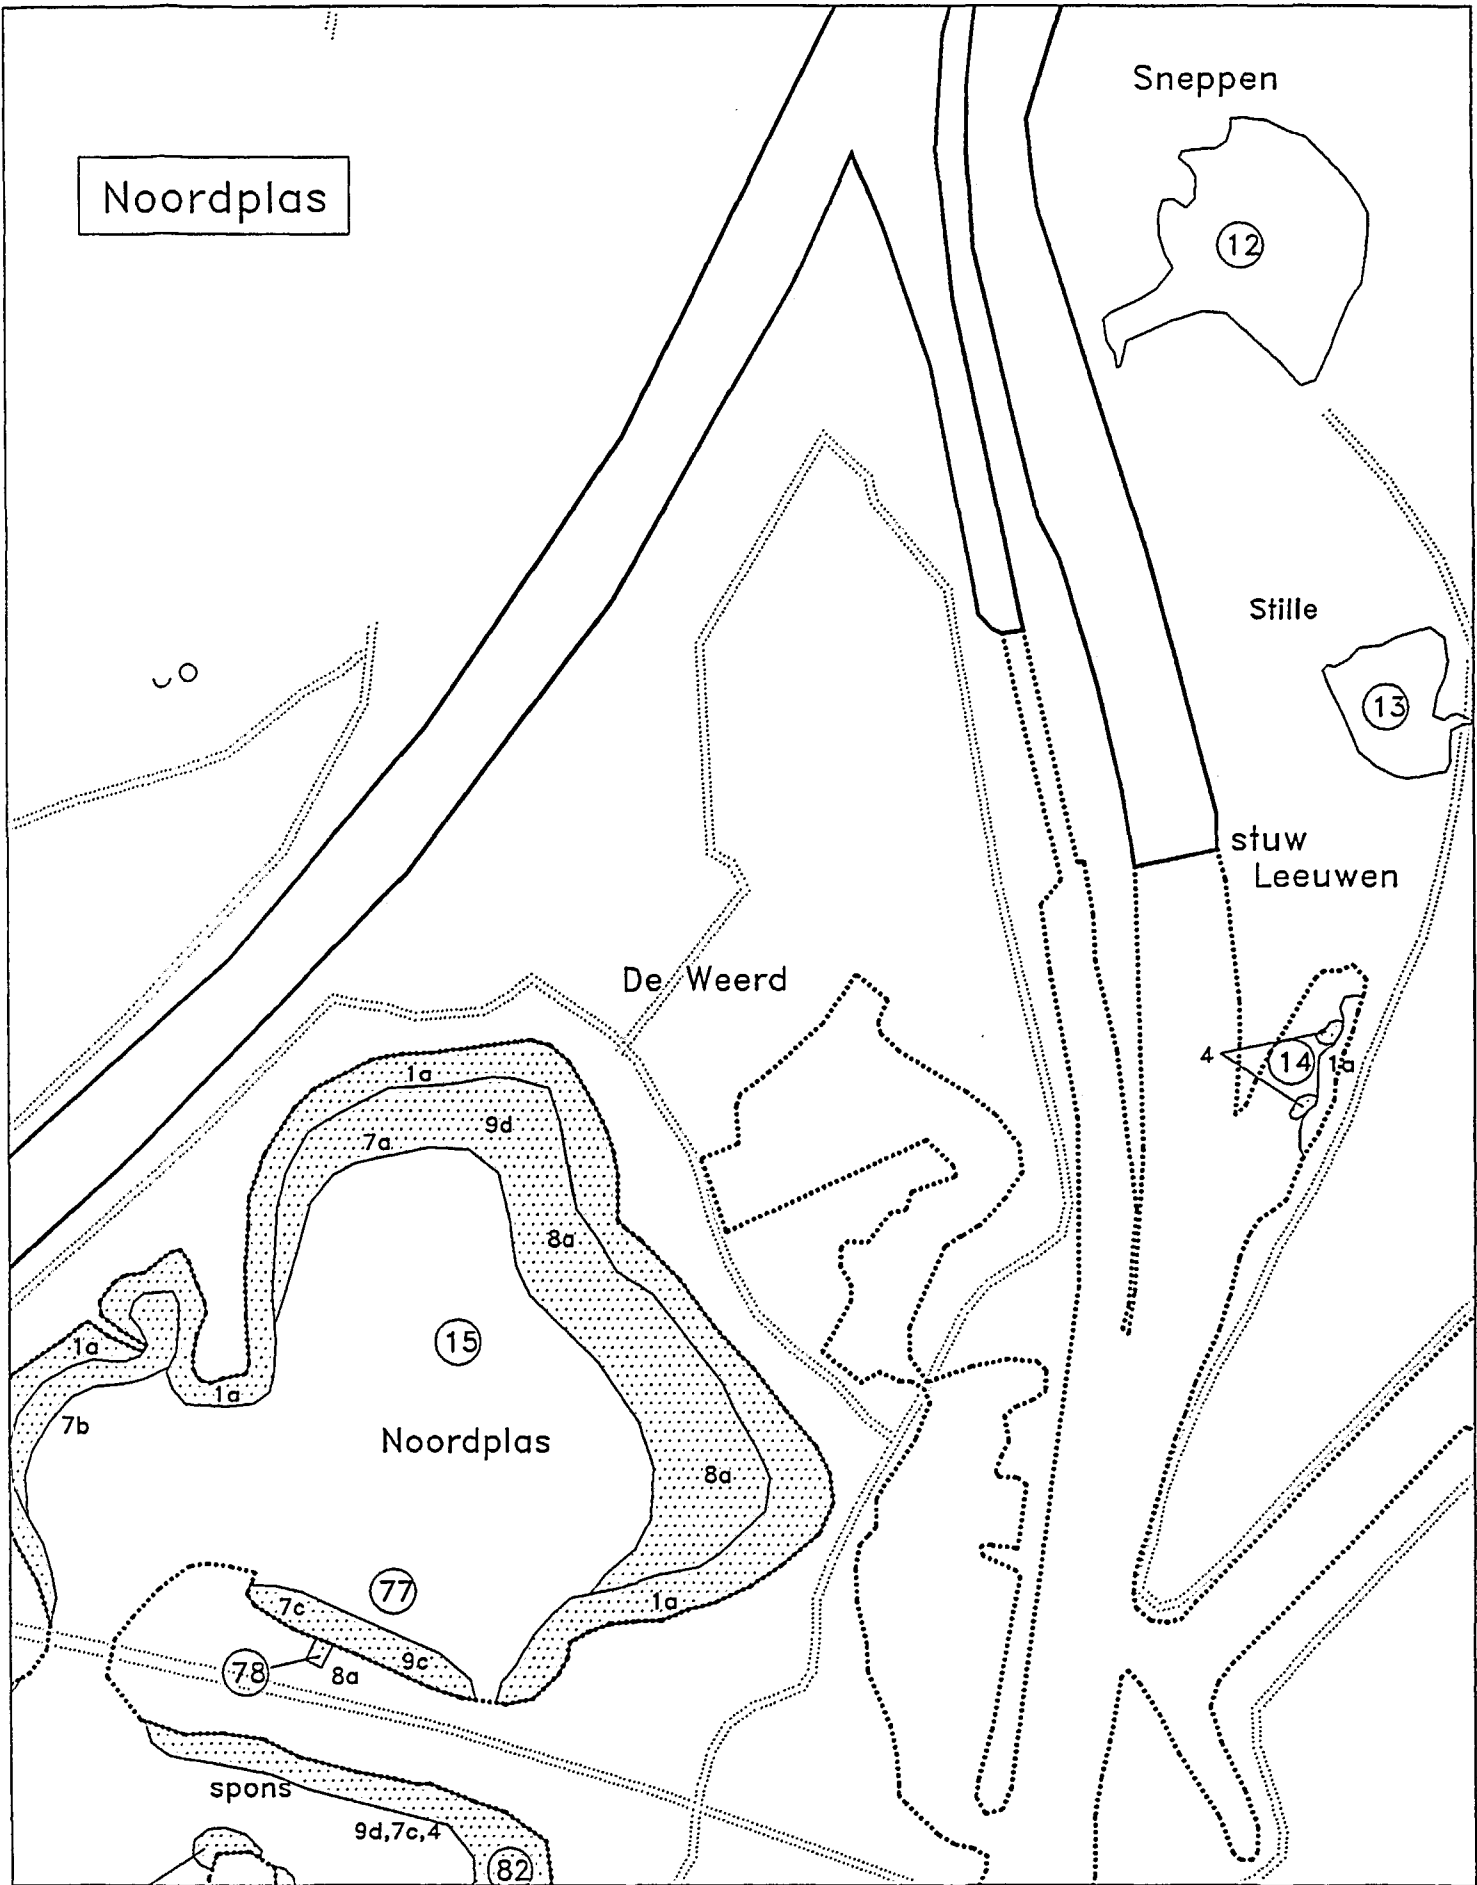 Sneppen
Noordplas
12
Stille
13
stuw
Leeuwen
De Weerd
4
14
1a
1a
9d
7a
8a
15
1a
1a
7b
Noordplas
8a
77
7c
1a
9c
78
8a
spons
9d,7c,4
82